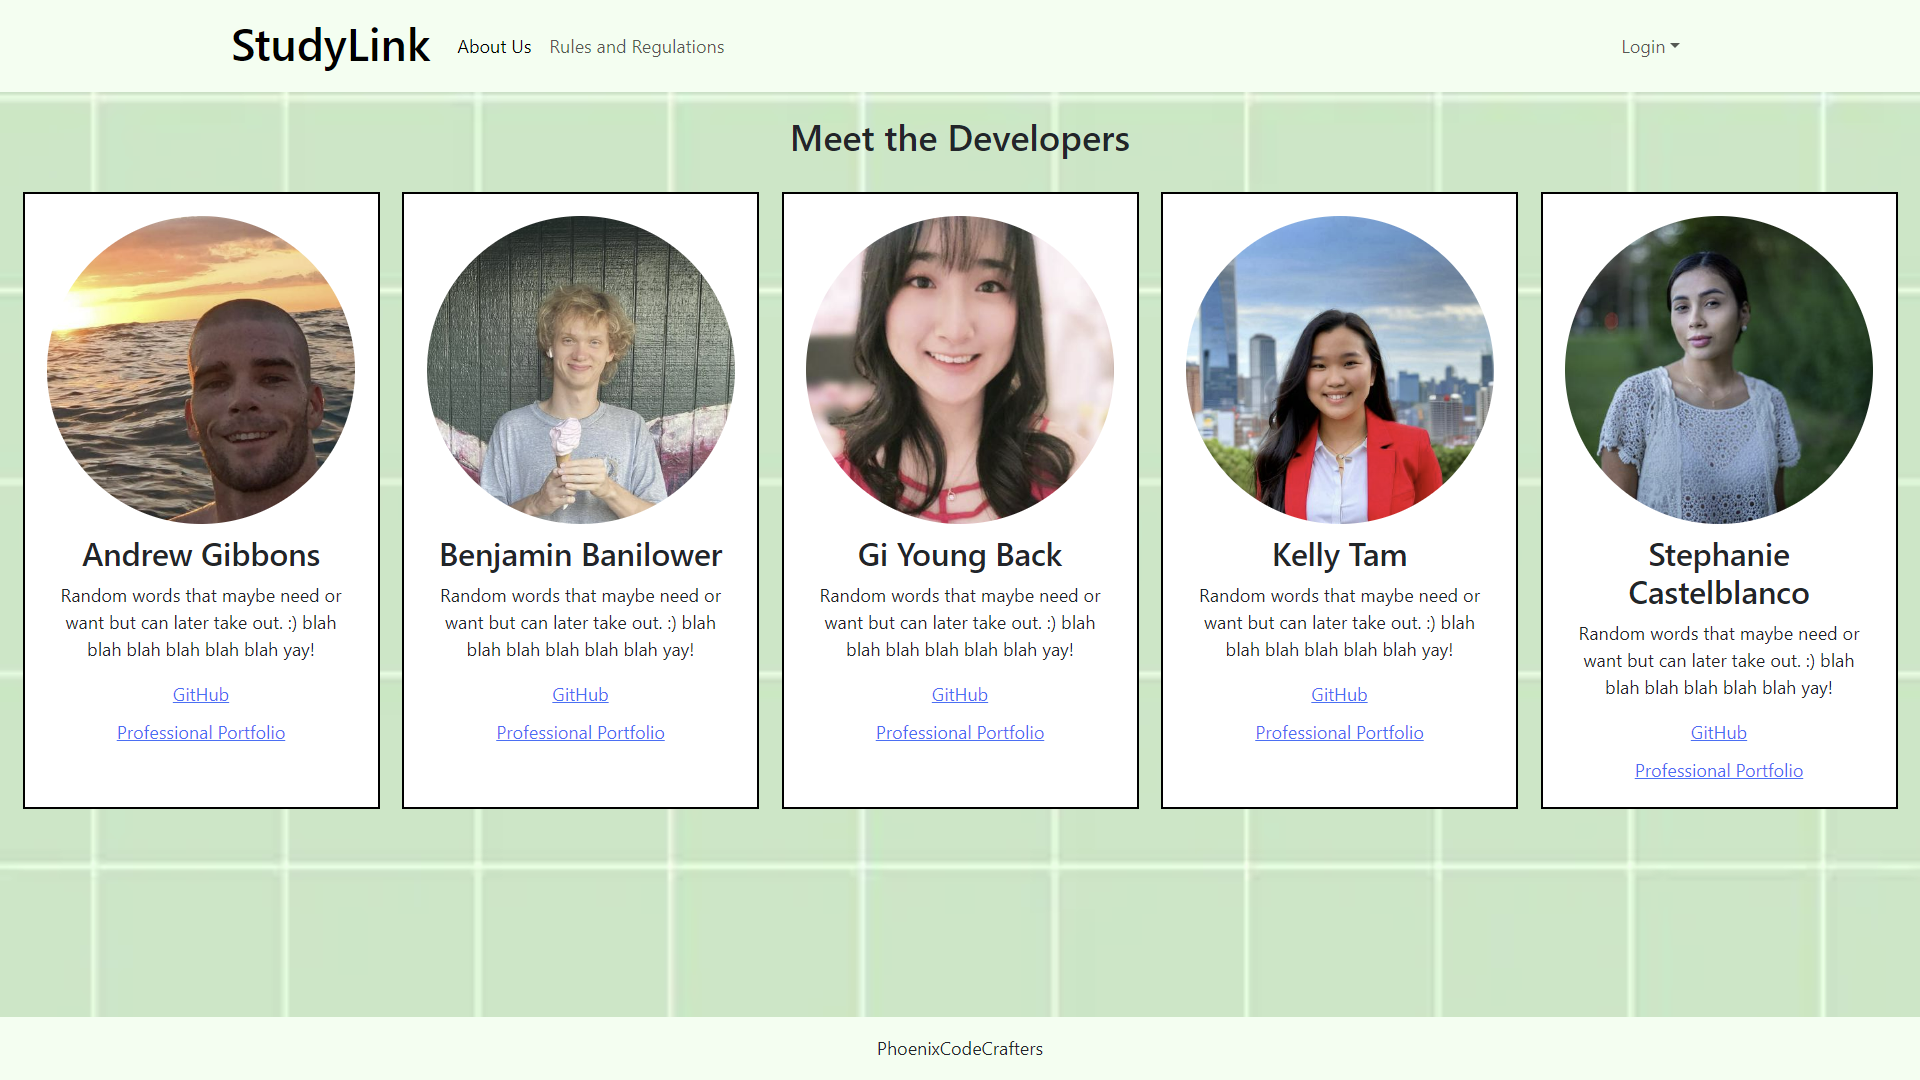 StudyLink About Us Rules and Regulations Login
Meet the Developers
Andrew Gibbons
Random words that maybe need or
want but can later take out. :) blah
blah blah blah blah blah yay!
GitHub
Professional Portfolio
Benjamin Banilower
Random words that maybe need or
want but can later take out. :) blah
blah blah blah blah blah yay!
GitHub
Professional Portfolio
Gi Young Back
Random words that maybe need or
want but can later take out. :) blah
blah blah blah blah blah yay!
GitHub
Professional Portfolio
Kelly Tam
Random words that maybe need or
want but can later take out. :) blah
blah blah blah blah blah yay!
GitHub
Professional Portfolio
Stephanie
Castelblanco
Random words that maybe need or
want but can later take out. :) blah
blah blah blah blah blah yay!
GitHub
Professional Portfolio
PhoenixCodeCrafters